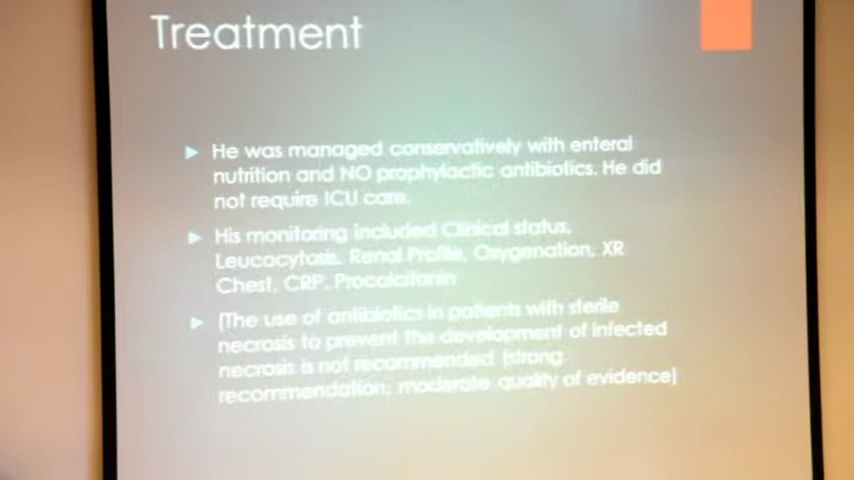 Treatment
He was managed conservatively with enteral
nutrition and NO prophylactic antibiotics. He did
not require ICU care.
His monitoring included Clinical status,
Leucocytosis, Renal Profile, Oxygenation, XR
Chest, CRP, Procalcitonin
(The use of antibiotics in patients with sterile
necrosis to prevent the development of infected
necrosis is not recommended (strong
recommendation; moderate quality of evidence)